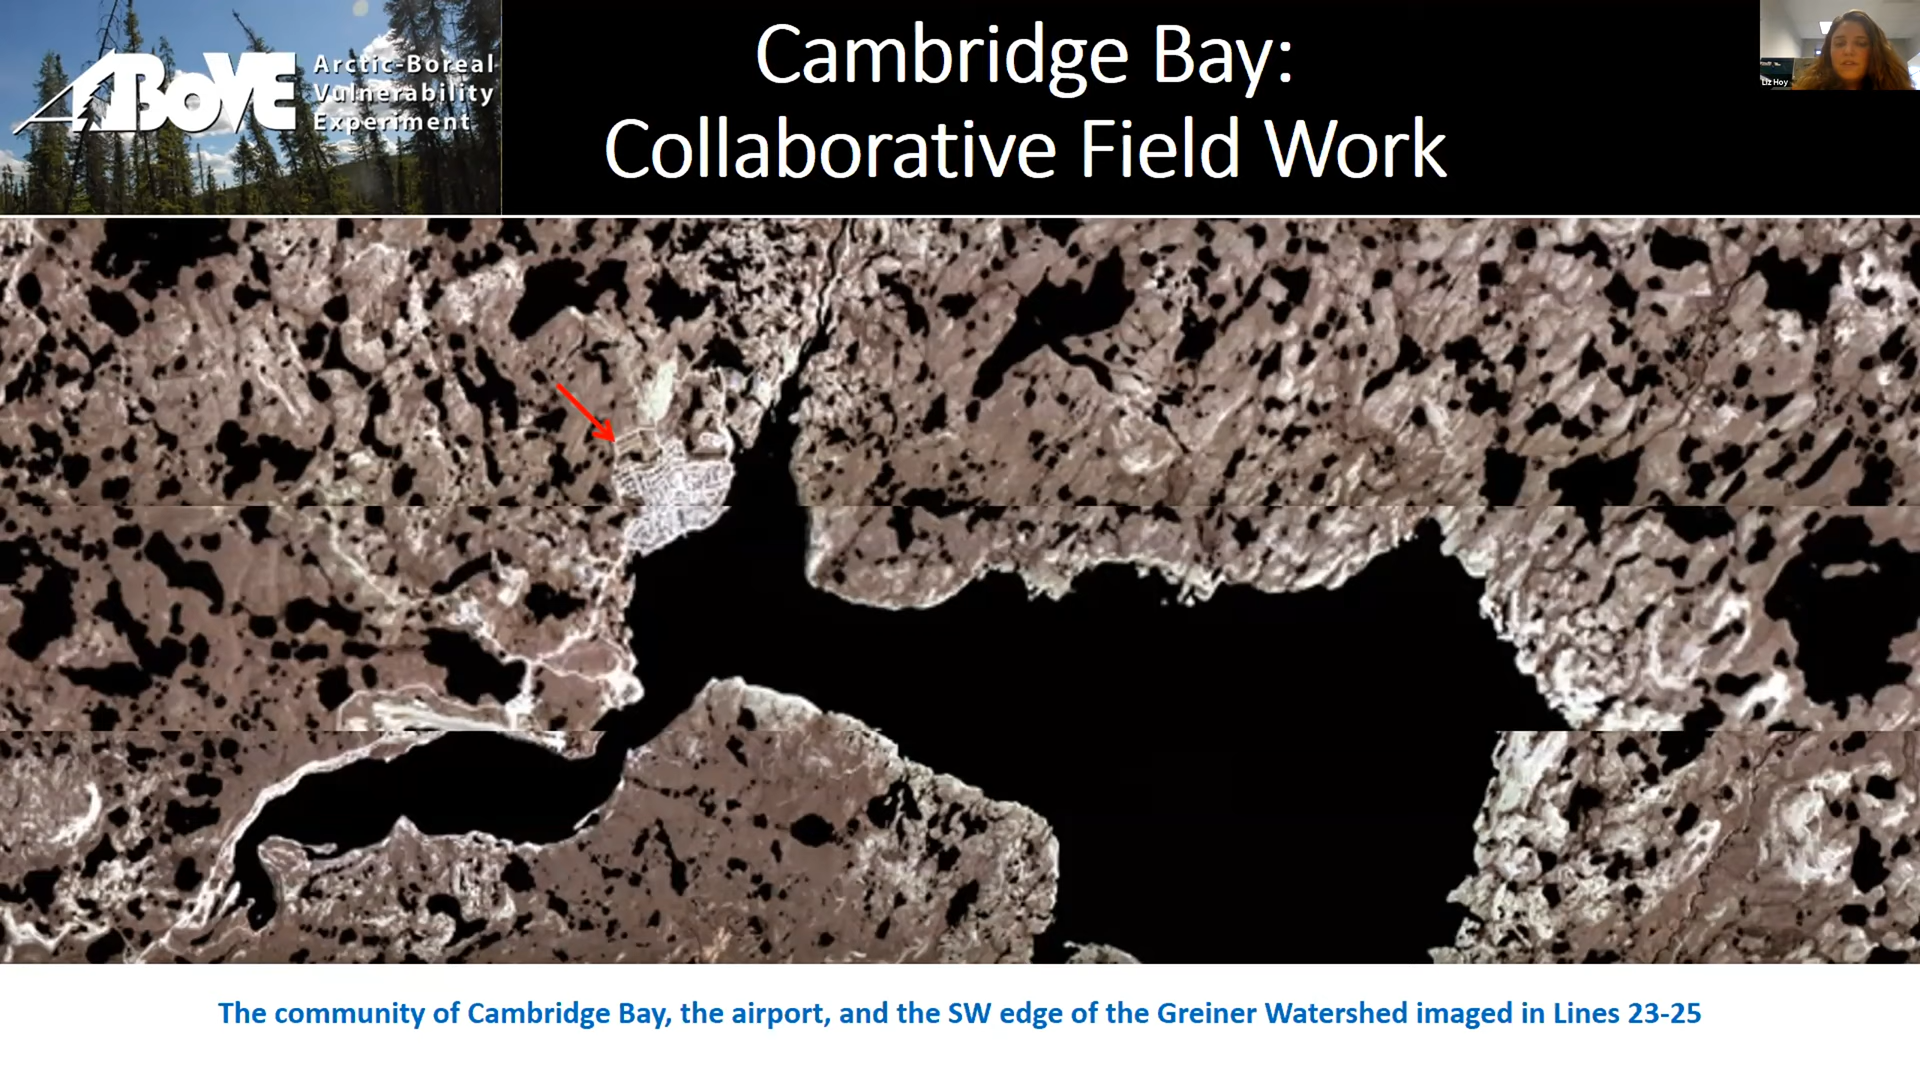 ABoVE
Arctic-Boreal
Vulnerability
Experiment
Cambridge Bay:
Collaborative Field Work
Liz Hoy
The community of Cambridge Bay, the airport, and the SW edge of the Greiner Watershed imaged in Lines 23-25